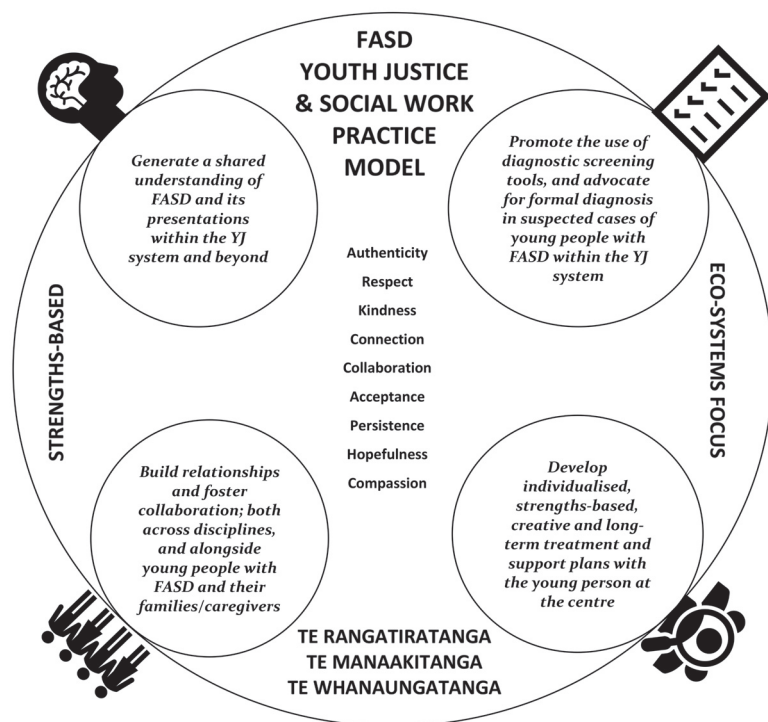 FASD
YOUTH JUSTICE
& SOCIAL WORK
PRACTICE
MODEL
Generate a shared
understanding of
FASD and its
presentations
within the YJ
system and beyond
Promote the use of
diagnostic screening
tools, and advocate
for formal diagnosis
in suspected cases of
young people with
FASD within the YJ
system
STRENGTHS-BASED
Authenticity
Respect
Kindness
Connection
Collaboration
Acceptance
Persistence
Hopefulness
Compassion
ECO-SYSTEMS FOCUS
Build relationships
and foster
collaboration; both
across disciplines,
and alongside
young people with
FASD and their
families/caregivers
Develop
individualised,
strengths-based,
creative and long-
term treatment and
support plans with
the young person at
the centre
TE RANGATIRATANGA
TE MANAAKITANGA
TE WHANAUNGATANGA